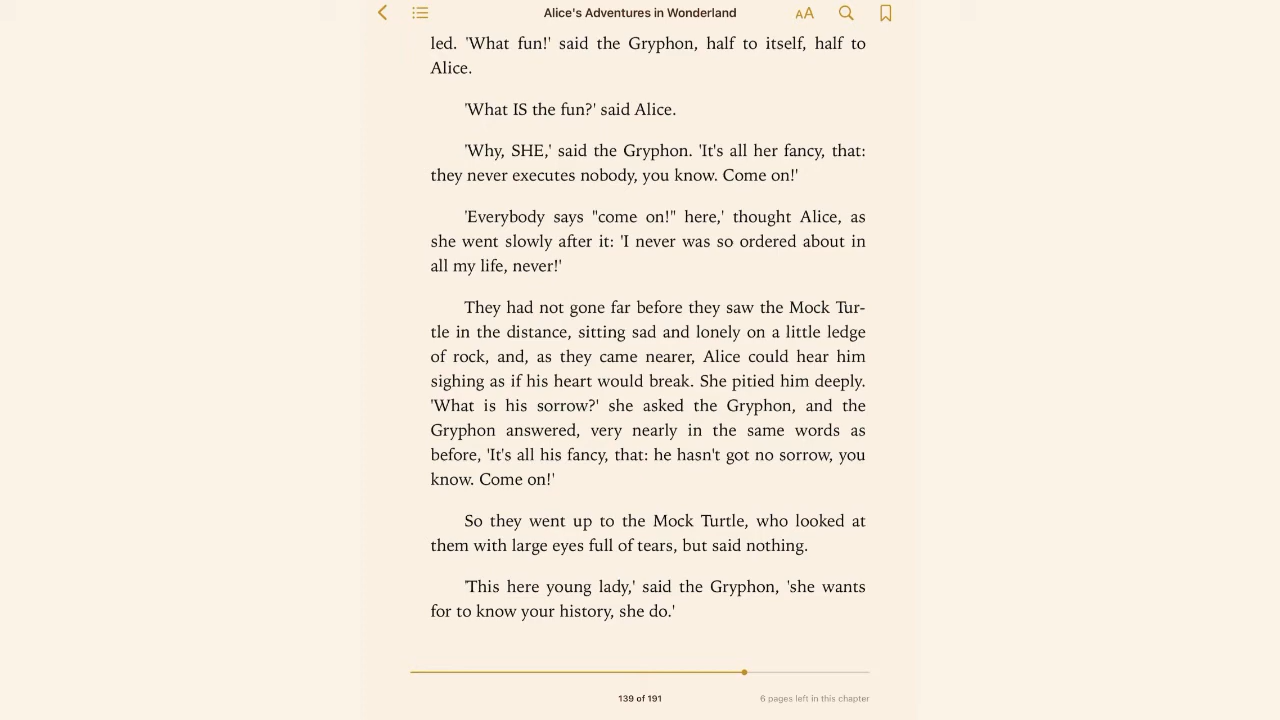 Alice's Adventures in Wonderland
AA
led. 'What fun!' said the Gryphon, half to itself, half to
Alice.
'What IS the fun?' said Alice.
'Why, SHE,' said the Gryphon. 'It's all her fancy, that:
they never executes nobody, you know. Come on!'
'Everybody says "come on!" here,' thought Alice, as
she went slowly after it: 'I never was so ordered about in
all my life, never!'
They had not gone far before they saw the Mock Tur-
tle in the distance, sitting sad and lonely on a little ledge
of rock, and, as they came nearer, Alice could hear him
sighing as if his heart would break. She pitied him deeply.
'What is his sorrow?' she asked the Gryphon, and the
Gryphon answered, very nearly in the same words as
before, 'It's all his fancy, that: he hasn't got no sorrow, you
know. Come on!'
So they went up to the Mock Turtle, who looked at
them with large eyes full of tears, but said nothing.
'This here young lady,' said the Gryphon, 'she wants
for to know your history, she do.'
139 of 191
6 pages left in this chapter